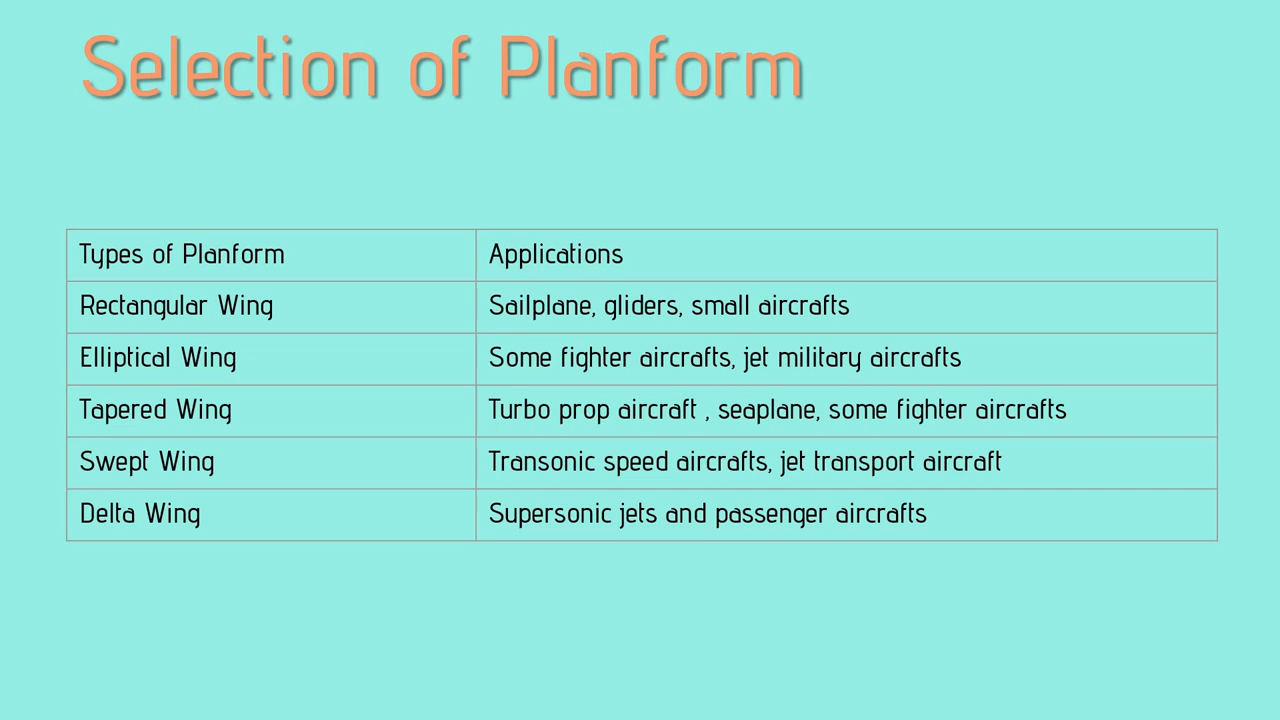 Selection of Planform
Types of Planform
Applications
Rectangular Wing
Sailplane, gliders, small aircrafts
Elliptical Wing
Some fighter aircrafts, jet military aircrafts
Tapered Wing
Turbo prop aircraft , seaplane, some fighter aircrafts
Swept Wing
Transonic speed aircrafts, jet transport aircraft
Delta Wing
Supersonic jets and passenger aircrafts